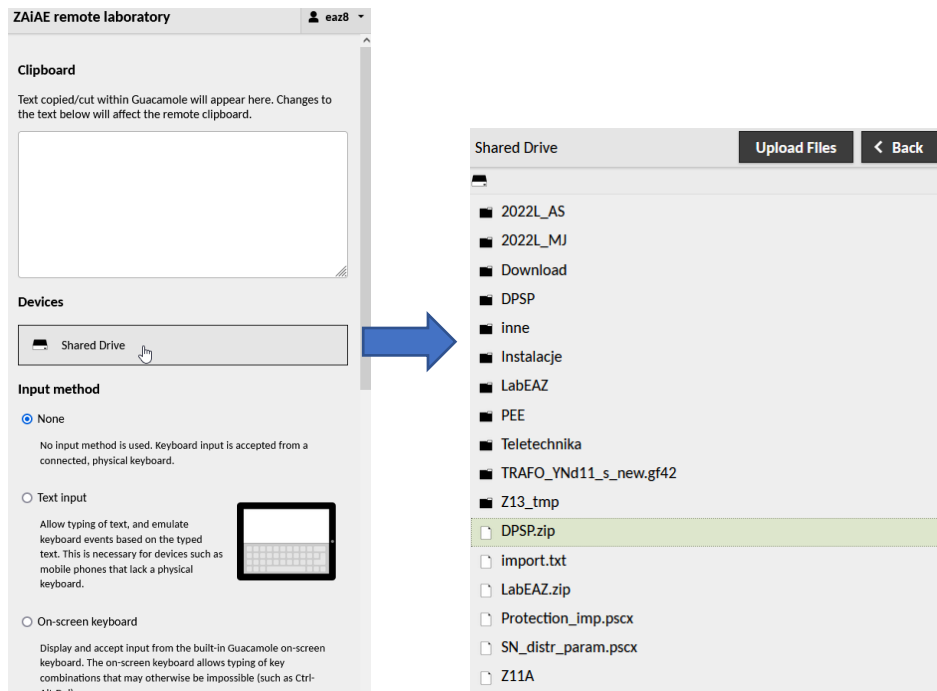 ZAiAE remote laboratory
eaz8
Clipboard
Text copied/cut within Guacamole will appear here. Changes to
the text below will affect the remote clipboard.
Devices
Shared Drive
Input method
None
No input method is used. Keyboard input is accepted from a
connected, physical keyboard.
Text input
Allow typing of text, and emulate
keyboard events based on the typed
text. This is necessary for devices such as
mobile phones that lack a physical
keyboard.
On-screen keyboard
Display and accept input from the built-in Guacamole on-screen
keyboard. The on-screen keyboard allows typing of key
combinations that may otherwise be impossible (such as Ctrl-
Shared Drive
Upload FIles
Back
2022L_AS
2022L_MJ
Download
DPSP
inne
Instalacje
LabEAZ
PEE
Teletechnika
TRAFO_YNd11_s_new.gf42
Z13_tmp
DPSP.zip
import.txt
LabEAZ.zip
Protection_imp.pscx
SN_distr_param.pscx
Z11A